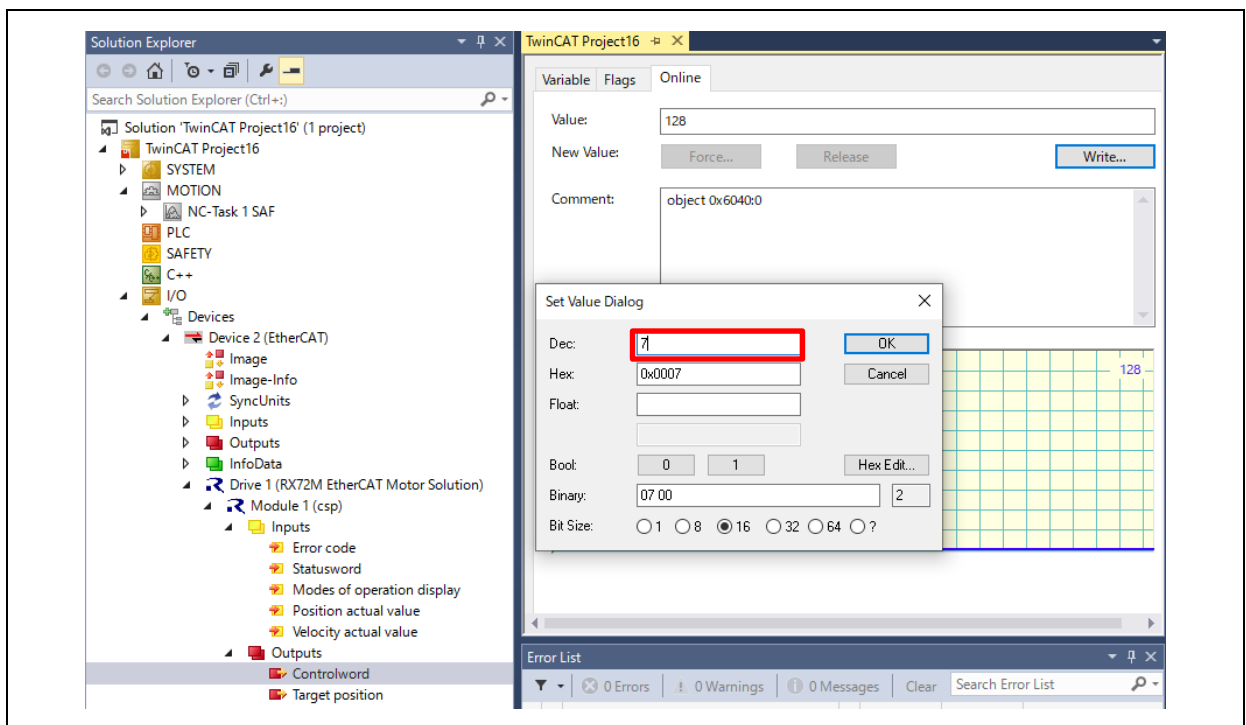 Solution Explorer
Search Solution Explorer (Ctrl+:)
Solution 'TwinCAT Project16' (1 project)
TwinCAT Project16
SYSTEM
MOTION
NC-Task 1 SAF
PLC
SAFETY
C++
I/O
Devices
Device 2 (EtherCAT)
Image
Image-Info
SyncUnits
Inputs
Outputs
InfoData
Drive 1 (RX72M EtherCAT Motor Solution)
Module 1 (csp)
Inputs
Error code
Statusword
Modes of operation display
Position actual value
Velocity actual value
Outputs
Controlword
Target position
TwinCAT Project16
Variable Flags Online
Value: 128
New Value: Force... Release Write...
Comment: object 0x6040:0
Set Value Dialog
Dec: 7 OK
Hex: 0x0007 Cancel
Float:
Bool: 0 1 Hex Edit...
Binary: 07 00 2
Bit Size: 1 8 16 32 64 ?
128
Error List
0 Errors 0 Warnings 0 Messages Clear Search Error List